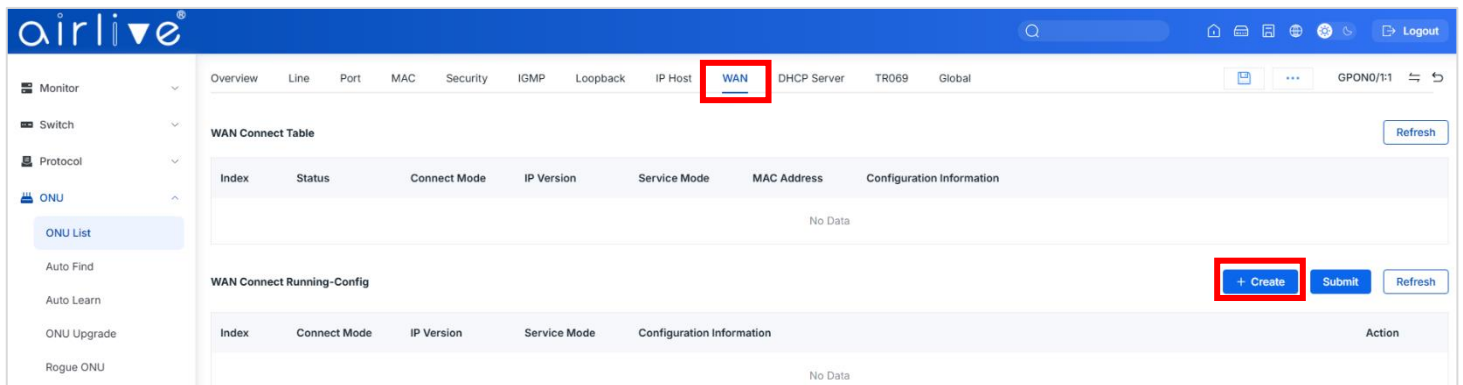 airlive®
Logout
Overview Line Port MAC Security IGMP Loopback IP Host WAN DHCP Server TR069 Global GPON0/1:1
Monitor
Switch
Protocol
ONU
ONU List
Auto Find
Auto Learn
ONU Upgrade
Rogue ONU
WAN Connect Table Refresh
Index Status Connect Mode IP Version Service Mode MAC Address Configuration Information
No Data
WAN Connect Running-Config + Create Submit Refresh
Index Connect Mode IP Version Service Mode Configuration Information Action
No Data